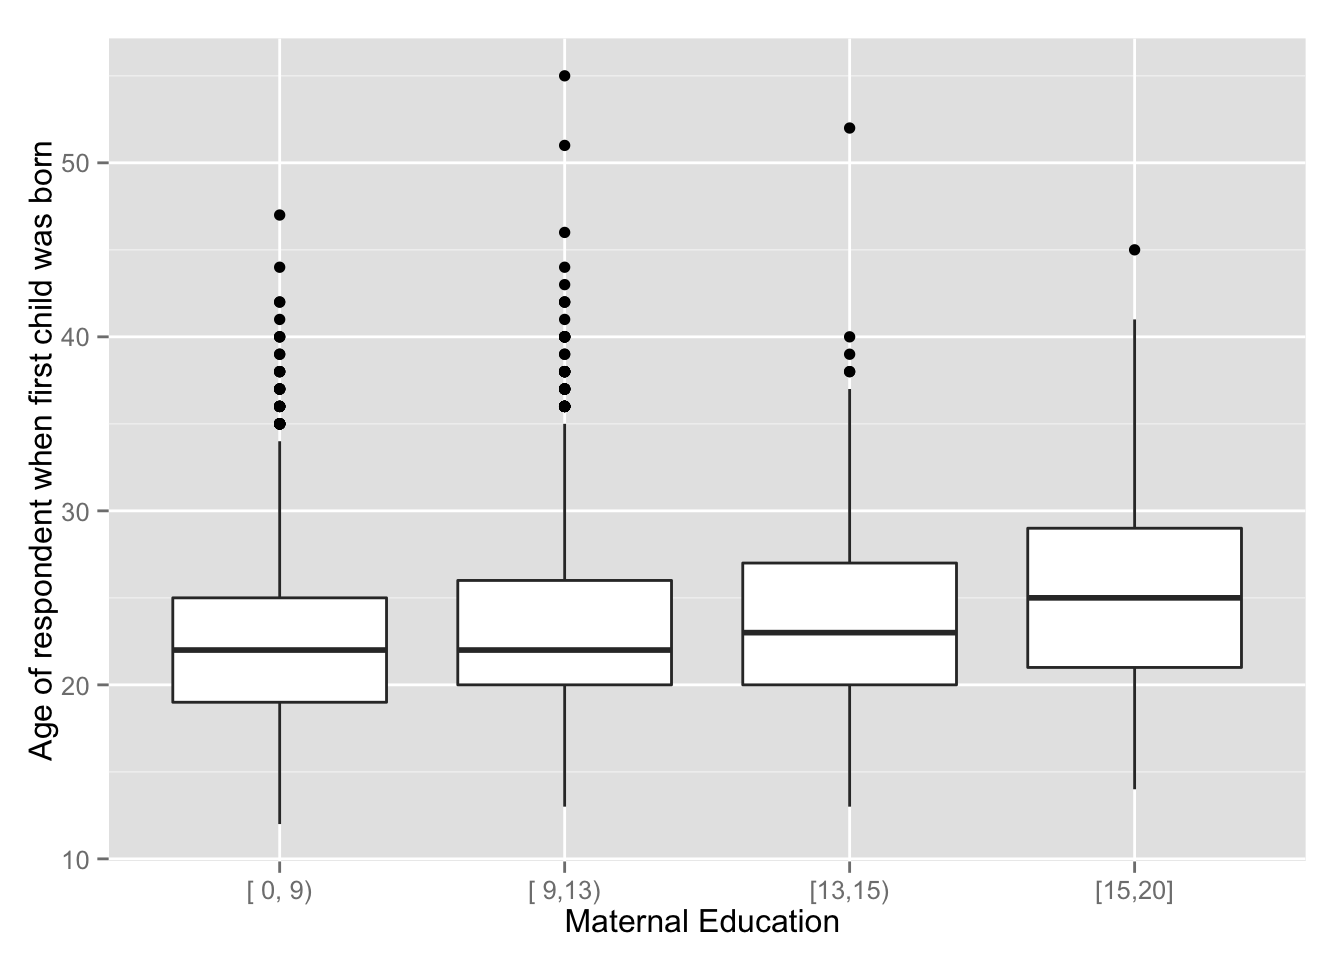 Age of respondent when first child was born
50
40
30
20
10
[ 0, 9) [ 9,13) [13,15) [15,20]
Maternal Education